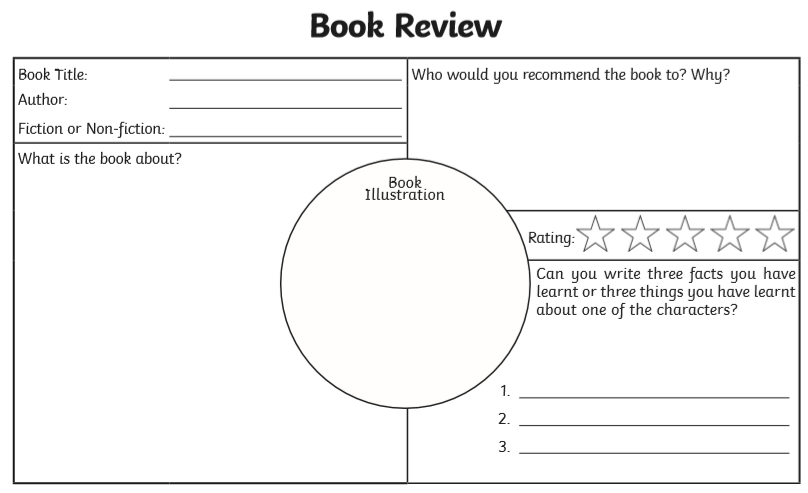 Book Review
Book Title:
Author:
Fiction or Non-fiction:
What is the book about?
Book
Illustration
Who would you recommend the book to? Why?
Rating:
Can you write three facts you have
learnt or three things you have learnt
about one of the characters?
1.
2.
3.